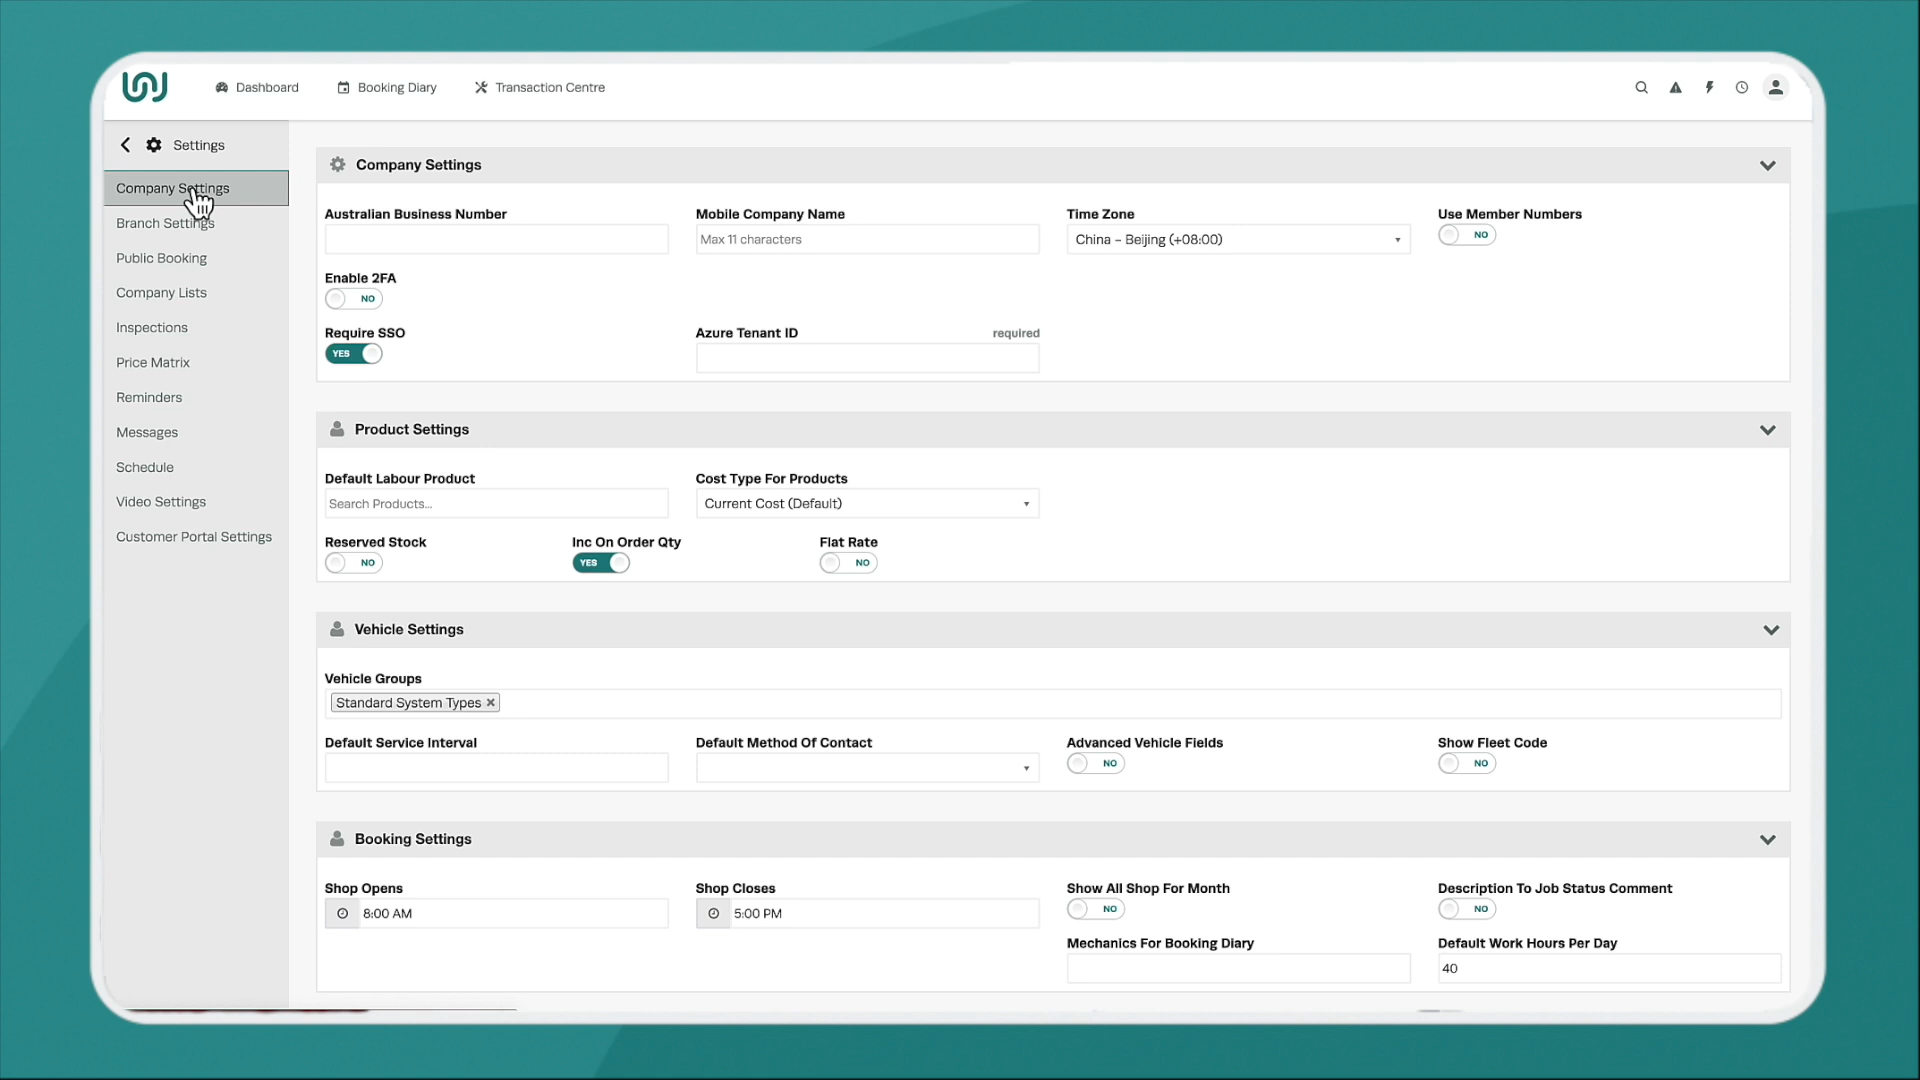 Dashboard
Booking Diary
Transaction Centre
Settings
Company Settings
Branch Settings
Public Booking
Company Lists
Inspections
Price Matrix
Reminders
Messages
Schedule
Video Settings
Customer Portal Settings
Company Settings
Australian Business Number
Mobile Company Name
Time Zone
Use Member Numbers
Max 11 characters
China – Beijing (+08:00)
NO
Enable 2FA
NO
Require SSO
Azure Tenant ID
required
YES
Product Settings
Default Labour Product
Cost Type For Products
Search Products...
Current Cost (Default)
Reserved Stock
Inc On Order Qty
Flat Rate
NO
YES
NO
Vehicle Settings
Vehicle Groups
Standard System Types ×
Default Service Interval
Default Method Of Contact
Advanced Vehicle Fields
Show Fleet Code
NO
NO
Booking Settings
Shop Opens
Shop Closes
Show All Shop For Month
Description To Job Status Comment
8:00 AM
5:00 PM
NO
NO
Mechanics For Booking Diary
Default Work Hours Per Day
40